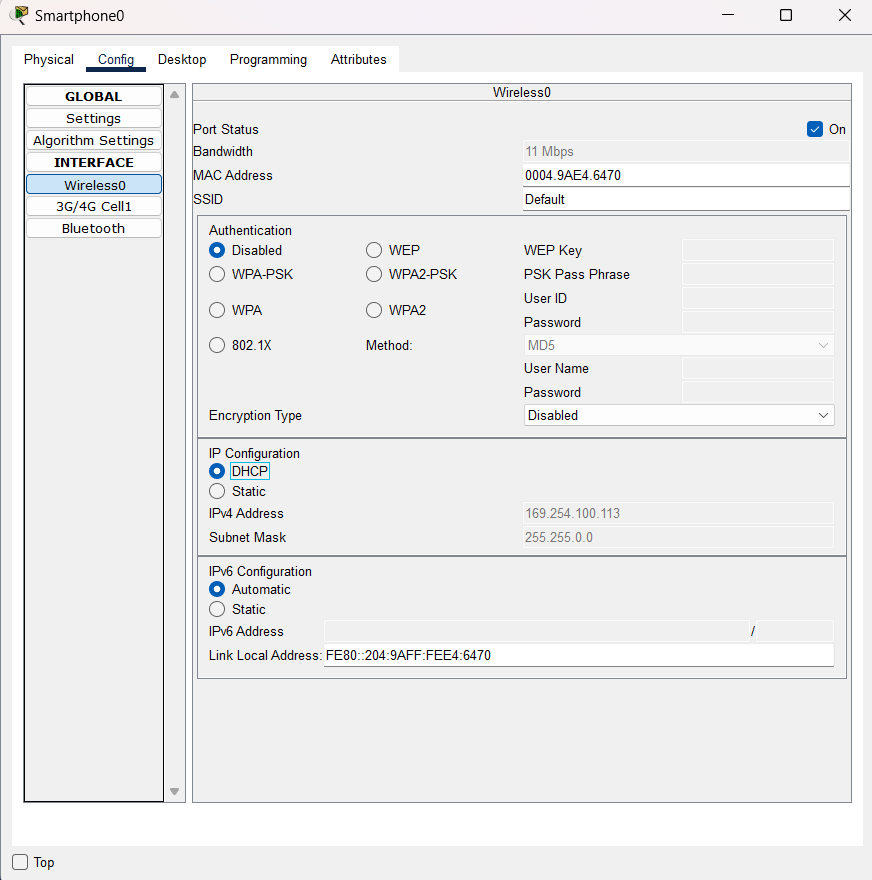 Smartphone0
Physical Config Desktop Programming Attributes
GLOBAL
Settings
Algorithm Settings
INTERFACE
Wireless0
3G/4G Cell1
Bluetooth
Wireless0
Port Status On
Bandwidth 11 Mbps
MAC Address 0004.9AE4.6470
SSID Default
Authentication
Disabled WEP WEP Key
WPA-PSK WPA2-PSK PSK Pass Phrase
User ID
WPA WPA2
Password
802.1X Method: MD5
User Name
Password
Encryption Type Disabled
IP Configuration
DHCP
Static
IPv4 Address 169.254.100.113
Subnet Mask 255.255.0.0
IPv6 Configuration
Automatic
Static
IPv6 Address /
Link Local Address: FE80::204:9AFF:FEE4:6470
Top